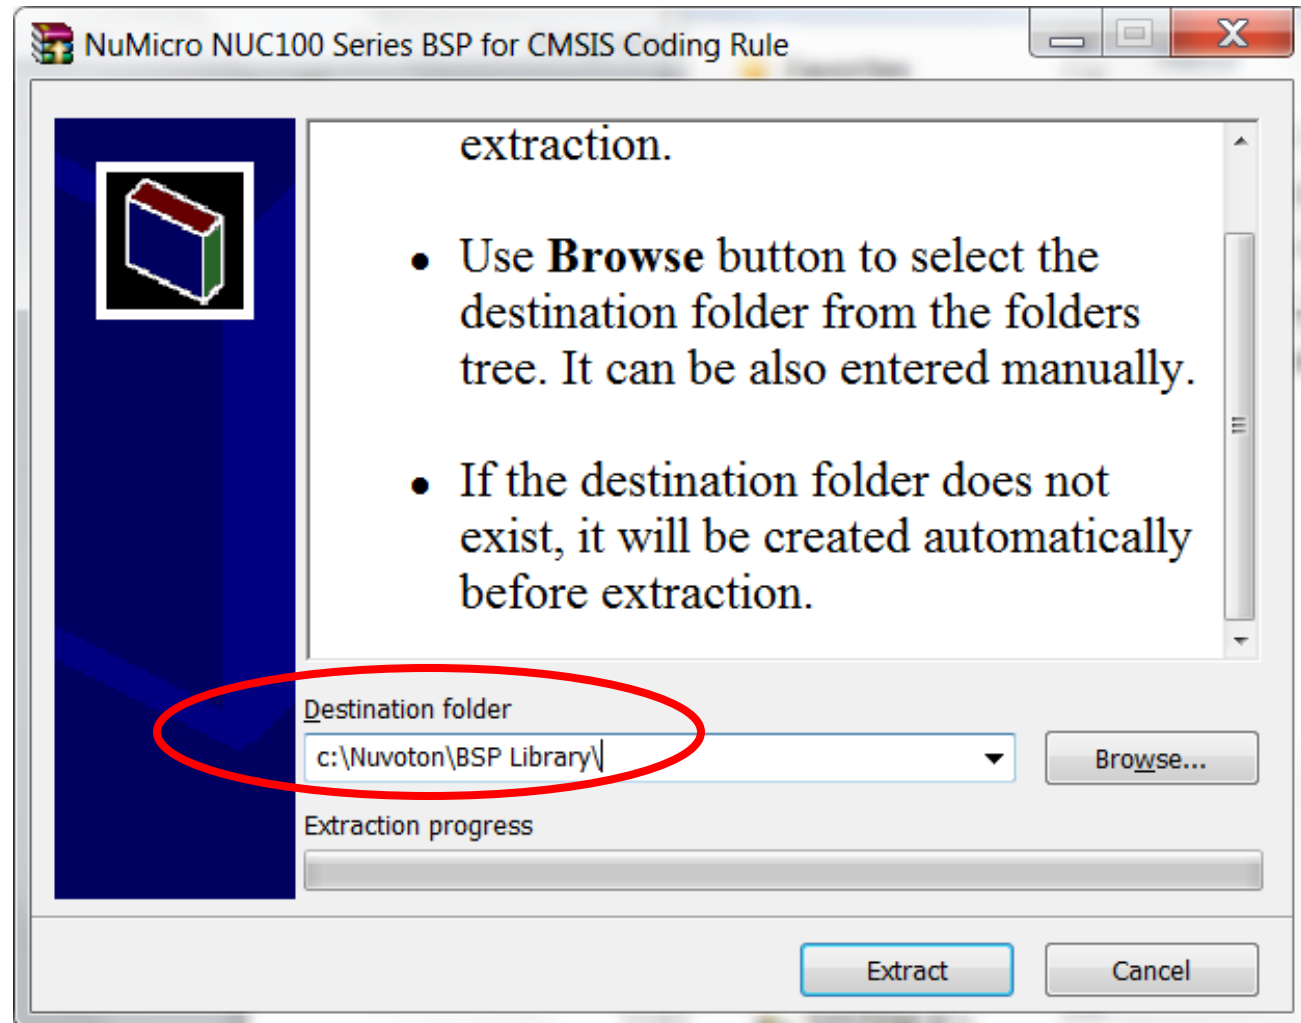 NuMicro NUC100 Series BSP for CMSIS Coding Rule
extraction.
• Use Browse button to select the
destination folder from the folders
tree. It can be also entered manually.
• If the destination folder does not
exist, it will be created automatically
before extraction.
Destination folder
c:\Nuvoton\BSP Library\
Browse...
Extraction progress
Extract
Cancel